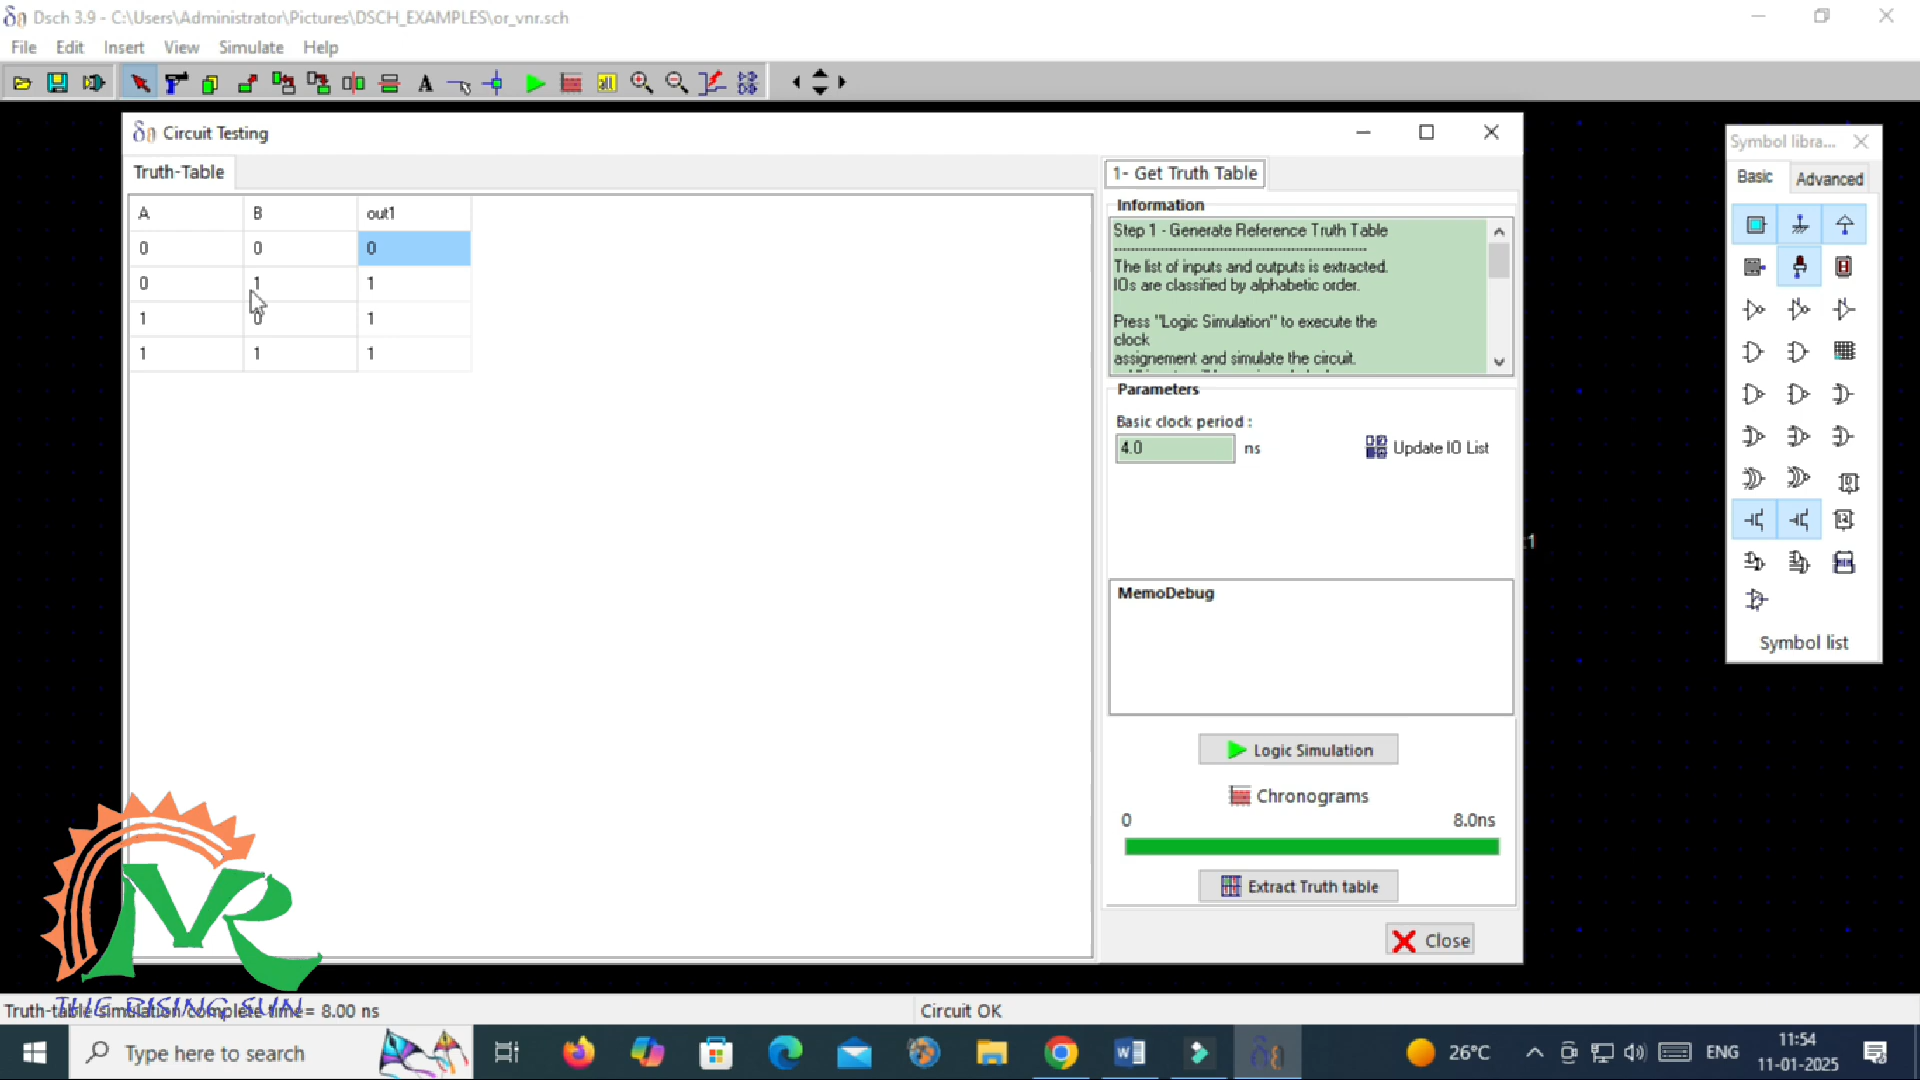 Dsch 3.9 - C:\Users\Administrator\Pictures\DSCH_EXAMPLES\or_vnr.sch
File Edit Insert View Simulate Help
Circuit Testing
Truth-Table
A B out1
0 0 0
0 1 1
1 0 1
1 1 1
1- Get Truth Table
Information
Step 1 - Generate Reference Truth Table
The list of inputs and outputs is extracted.
IOs are classified by alphabetic order.
Press "Logic Simulation" to execute the
clock
assignement and simulate the circuit.
Parameters
Basic clock period :
4.0 ns
Update IO List
MemoDebug
Logic Simulation
Chronograms
0 8.0ns
Extract Truth table
Close
Symbol libra...
Basic Advanced
Symbol list
VR
THE RISING SUN
Truth-table simulation complete time= 8.00 ns
Circuit OK
Type here to search
26°C
ENG
11:54
11-01-2025